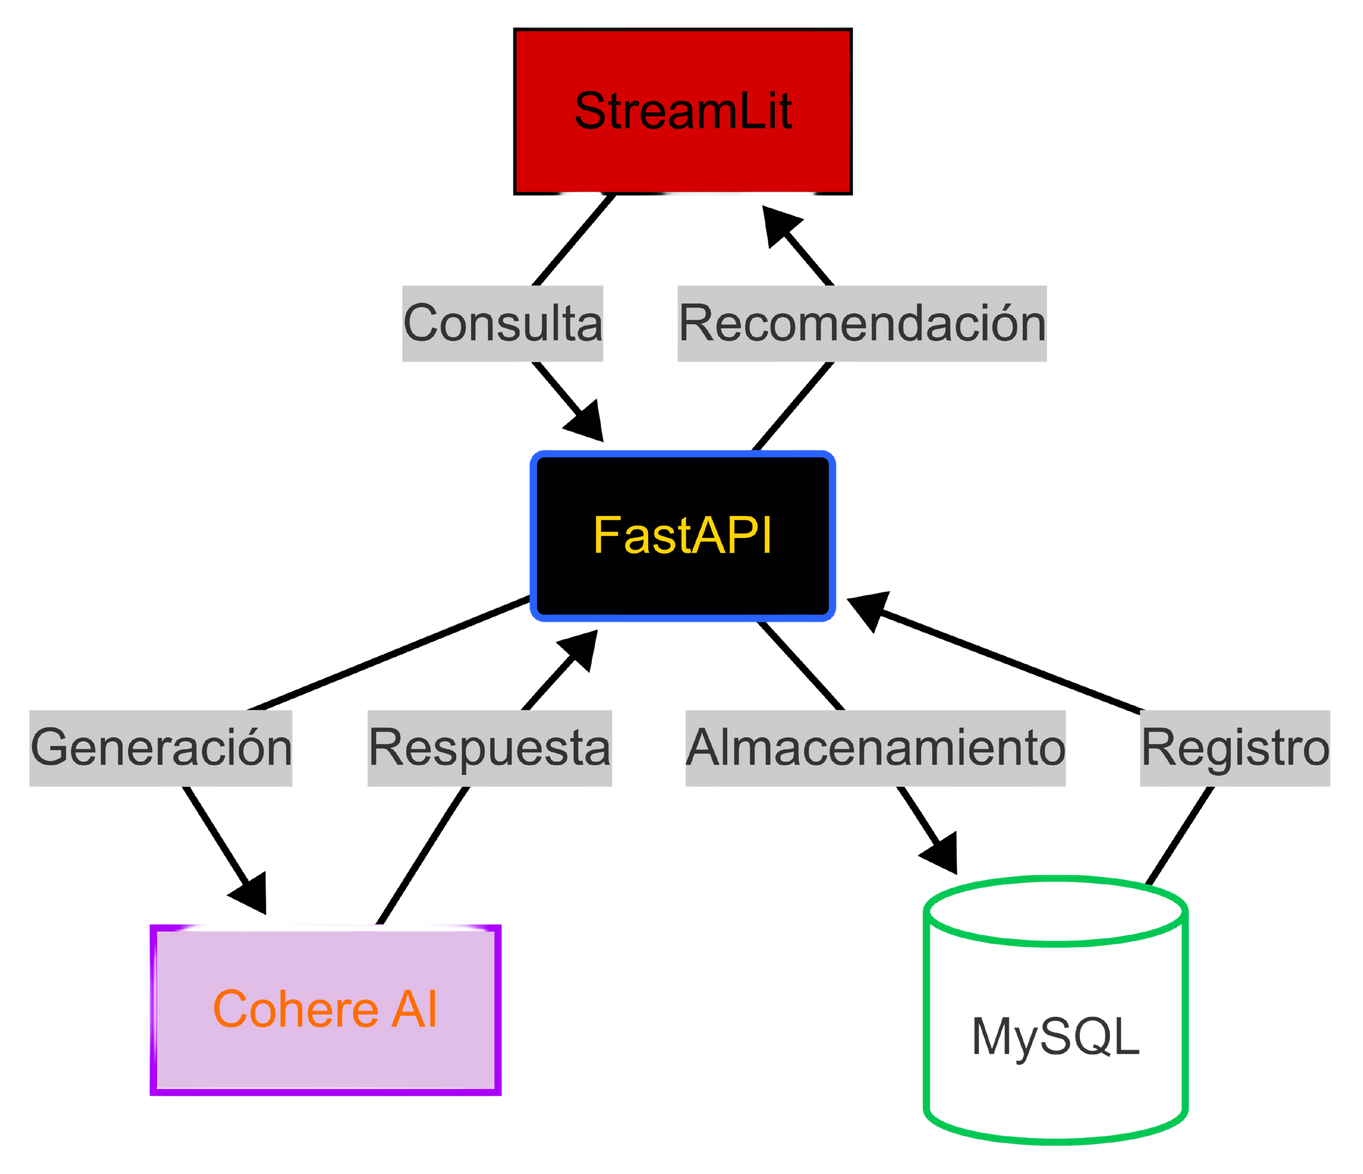 StreamLit
Consulta
Recomendación
FastAPI
Generación
Respuesta
Almacenamiento
Registro
Cohere AI
MySQL